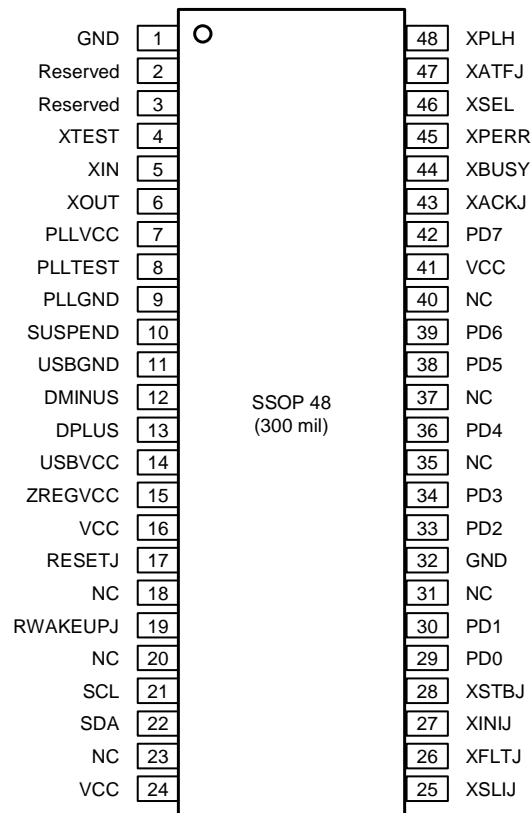 GND 1 48 XPLH
Reserved 2 47 XATFJ
Reserved 3 46 XSEL
XTEST 4 45 XPERR
XIN 5 44 XBUSY
XOUT 6 43 XACKJ
PLLVCC 7 42 PD7
PLLTEST 8 41 VCC
PLLGND 9 40 NC
SUSPEND 10 39 PD6
USBGND 11 38 PD5
DMINUS 12 37 NC
SSOP 48
(300 mil)
DPLUS 13 36 PD4
USBVCC 14 35 NC
ZREGVCC 15 34 PD3
VCC 16 33 PD2
RESETJ 17 32 GND
NC 18 31 NC
RWAKEUPJ 19 30 PD1
NC 20 29 PD0
SCL 21 28 XSTBJ
SDA 22 27 XINIJ
NC 23 26 XFLTJ
VCC 24 25 XSLIJ